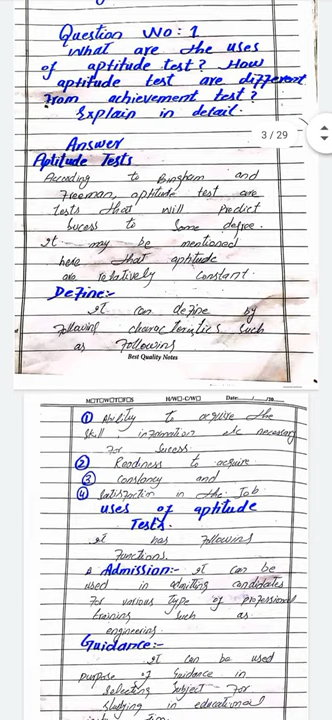 Question No: 1
What are the uses
of aptitude test? How
aptitude test are different
from achievement test?
Explain in detail.
3 / 29
Answer
Aptitude Tests
According to Bingham and
Freeman, aptitude test are
tests that will predict
sucess to some degree.
It may be mentioned
here that aptitude
are relatively constant.
Define:-
It can define by
following characteristics such
as following
Best Quality Notes
H/W-C/W Date: / /20
① Ability to acquire the
skill information etc necessary
for sucess.
② Readiness to acquire
③ constancy and
④ Satisfaction in the Job.
uses of aptitude
Tests.
It has following
functions.
Admission:- It can be
used in admitting candidates
for various type of professional
training such as
engineering.
Guidance:-
It can be used
purpose of Guidance in
selecting subject for
studying in educational